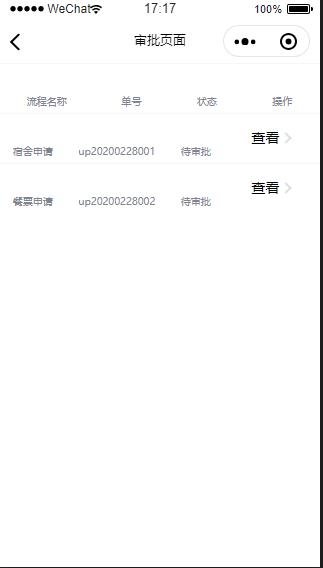 WeChat 17:17 100%
审批页面
流程名称 单号 状态 操作
宿舍申请 up20200228001 待审批 查看
餐票申请 up20200228002 待审批 查看